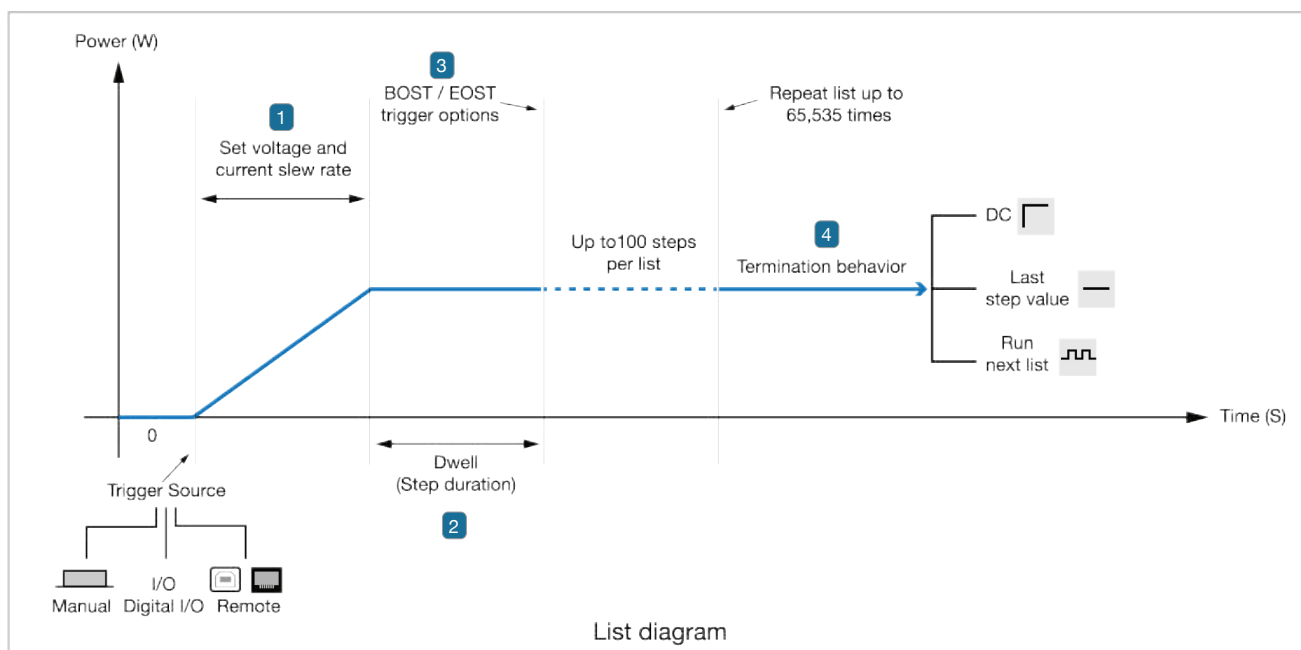 Power (W)
3
BOST / EOST
trigger options
Repeat list up to
65,535 times
1
Set voltage and
current slew rate
DC
Up to100 steps
per list
4
Termination behavior
Last
step value
Run
next list
0
Time (S)
Trigger Source
Dwell
(Step duration)
2
I/O
Manual
Digital I/O
Remote
List diagram